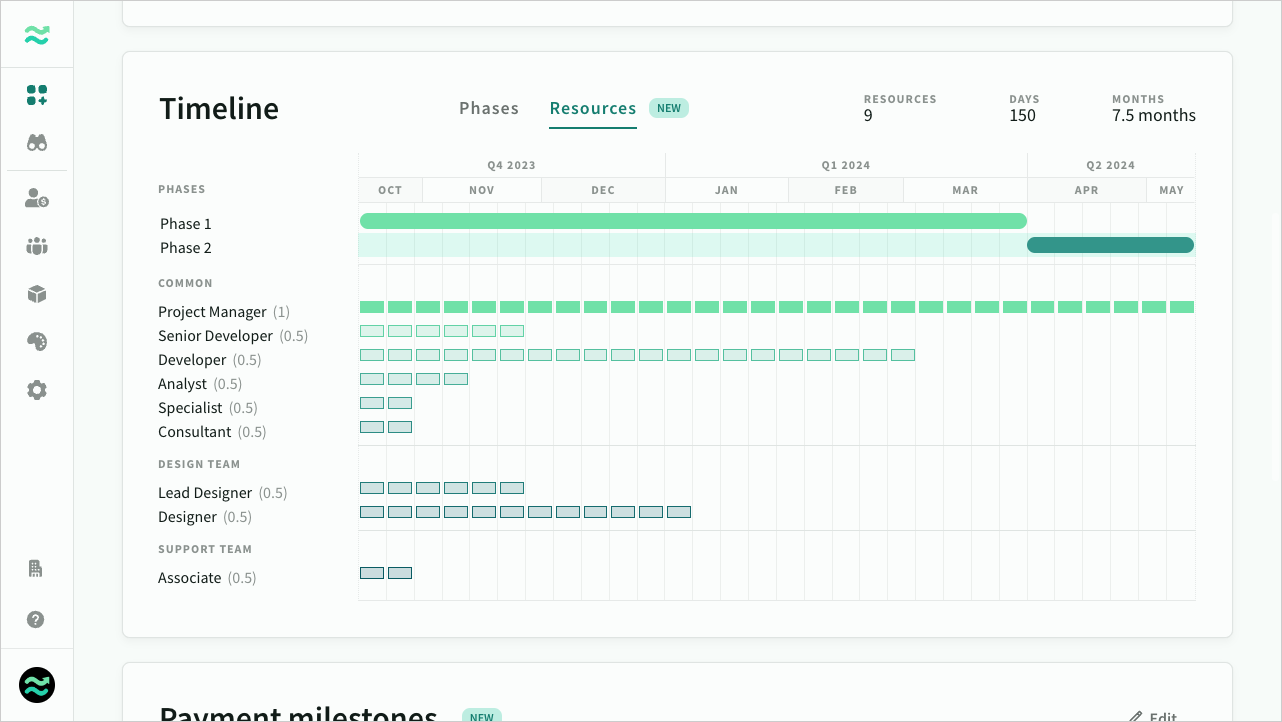 Timeline
Phases Resources NEW
RESOURCES DAYS MONTHS
9 150 7.5 months
Q4 2023 Q1 2024 Q2 2024
PHASES OCT NOV DEC JAN FEB MAR APR MAY
Phase 1
Phase 2
COMMON
Project Manager (1)
Senior Developer (0.5)
Developer (0.5)
Analyst (0.5)
Specialist (0.5)
Consultant (0.5)
DESIGN TEAM
Lead Designer (0.5)
Designer (0.5)
SUPPORT TEAM
Associate (0.5)
Payment milestones NEW Edit